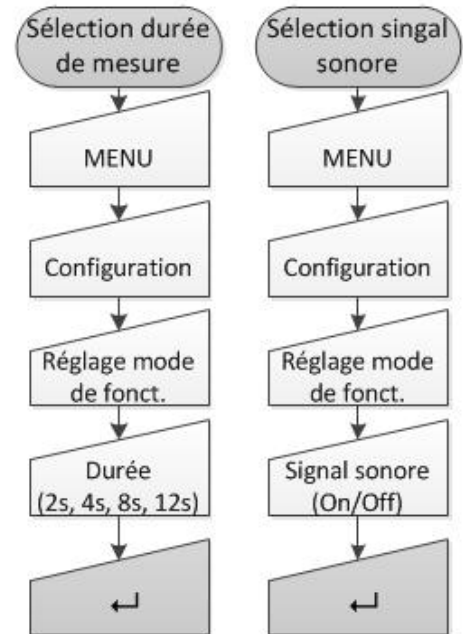 Sélection durée
de mesure
MENU
Configuration
Réglage mode
de fonct.
Durée
(2s, 4s, 8s, 12s)
↵
Sélection singal
sonore
MENU
Configuration
Réglage mode
de fonct.
Signal sonore
(On/Off)
↵